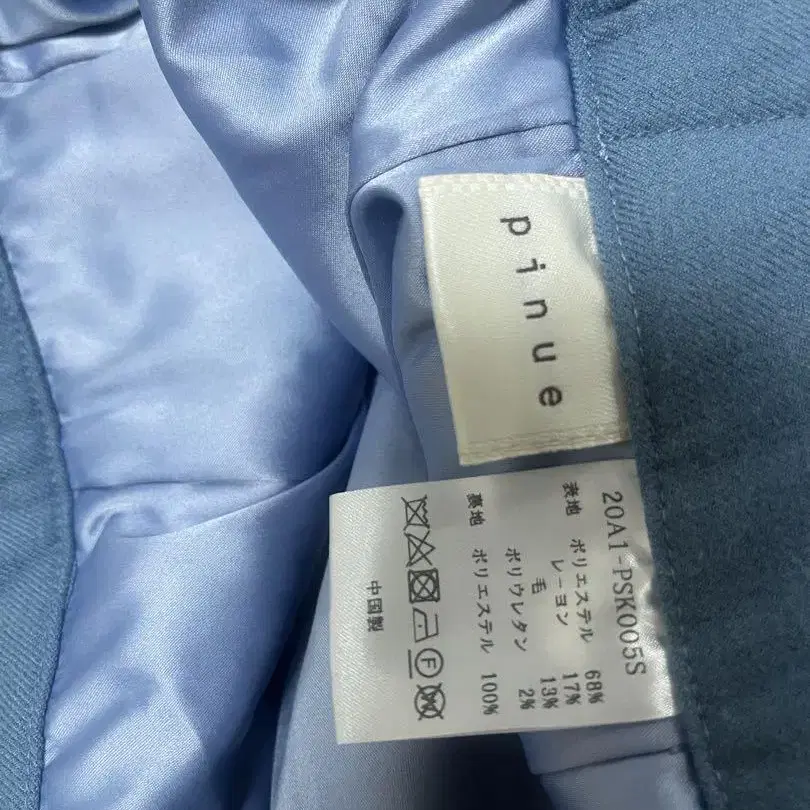 pinue
20A1-PSK005S
表地 ポリエステル 68%
レーヨン 17%
毛 13%
ポリウレタン 2%
裏地 ポリエステル 100%
中国製